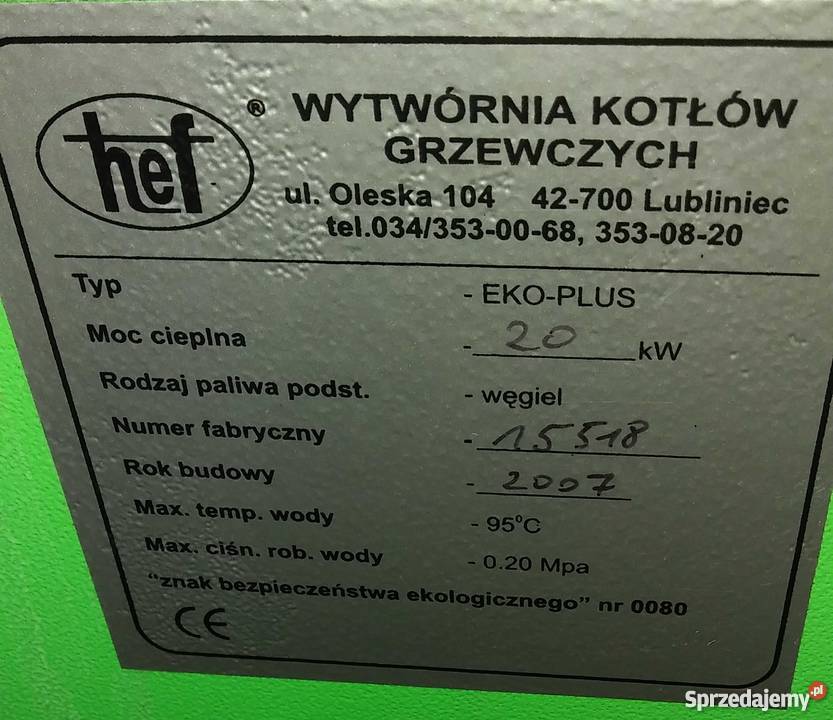 hef ® WYTWÓRNIA KOTŁÓW
GRZEWCZYCH
ul. Oleska 104 42-700 Lubliniec
tel.034/353-00-68, 353-08-20
Typ - EKO-PLUS
Moc cieplna - 20 kW
Rodzaj paliwa podst. - węgiel
Numer fabryczny - 15518
Rok budowy - 2007
Max. temp. wody - 95°C
Max. ciśn. rob. wody - 0.20 Mpa
“znak bezpieczeństwa ekologicznego” nr 0080
CE
Sprzedajemy.pl